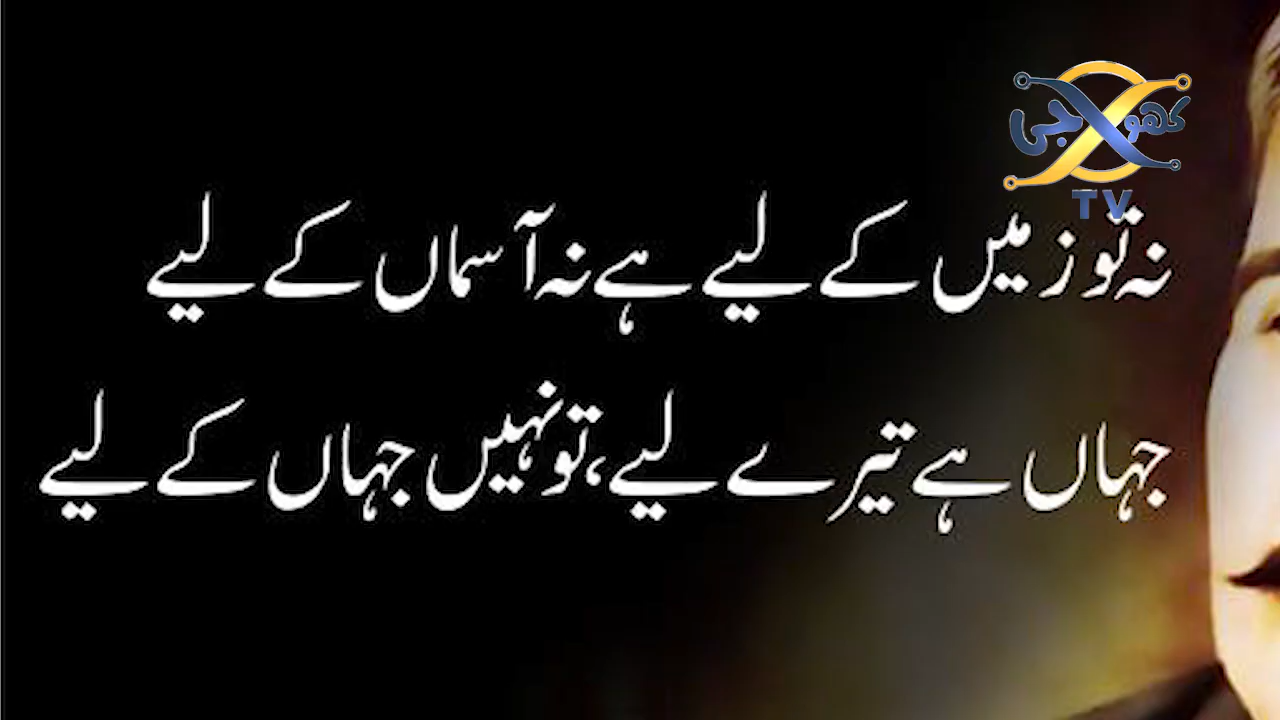 کھوجی
TV
نہ تو زمیں کے لیے ہے نہ آسماں کے لیے
جہاں ہے تیرے لیے، تو نہیں جہاں کے لیے